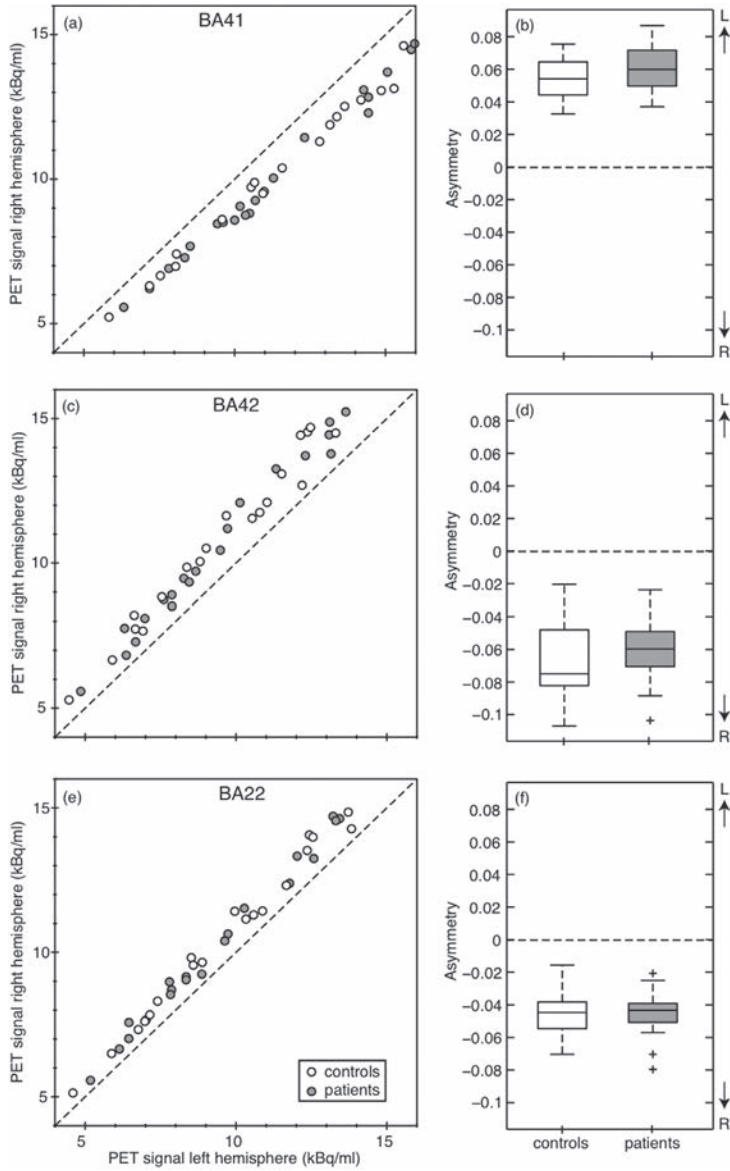 (a)
BA41
PET signal right hemisphere (kBq/ml)
15
10
5
(b)
Asymmetry
0.08
0.06
0.04
0.02
0
−0.02
−0.04
−0.06
−0.08
−0.1
L
R
(c)
BA42
PET signal right hemisphere (kBq/ml)
15
10
5
(d)
Asymmetry
0.08
0.06
0.04
0.02
0
−0.02
−0.04
−0.06
−0.08
−0.1
L
R
(e)
BA22
PET signal right hemisphere (kBq/ml)
15
10
5
controls
patients
5
10
15
PET signal left hemisphere (kBq/ml)
(f)
Asymmetry
0.08
0.06
0.04
0.02
0
−0.02
−0.04
−0.06
−0.08
−0.1
L
R
controls
patients